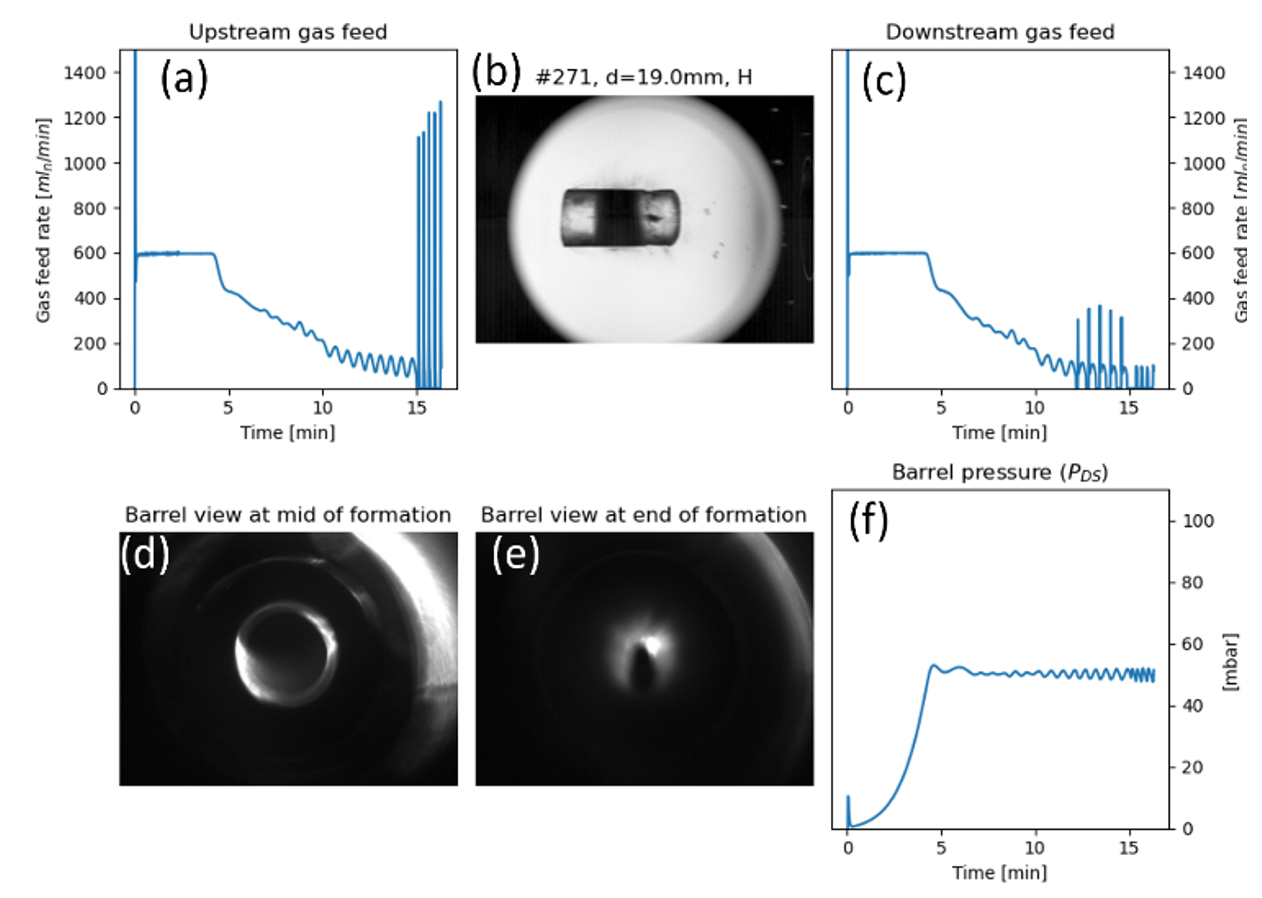 Upstream gas feed
(a)
1400
1200
1000
800
600
400
200
0
Gas feed rate [ml_n/min]
0 5 10 15
Time [min]
(b)
#271, d=19.0mm, H
Downstream gas feed
(c)
1400
1200
1000
800
600
400
200
0
Gas feed rate [ml_n/min]
0 5 10 15
Time [min]
Barrel view at mid of formation
(d)
Barrel view at end of formation
(e)
Barrel pressure (P_DS)
(f)
100
80
60
40
20
0
[mbar]
0 5 10 15
Time [min]